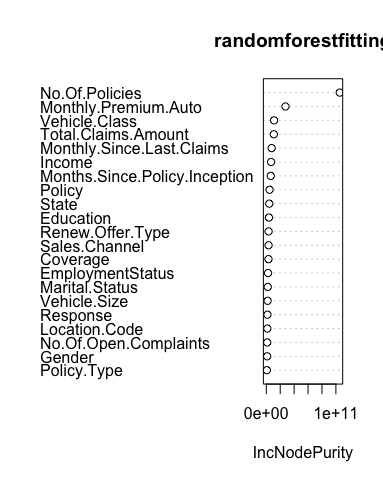 randomforestfitting
No.Of.Policies
Monthly.Premium.Auto
Vehicle.Class
Total.Claims.Amount
Monthly.Since.Last.Claims
Income
Months.Since.Policy.Inception
Policy
State
Education
Renew.Offer.Type
Sales.Channel
Coverage
EmploymentStatus
Marital.Status
Vehicle.Size
Response
Location.Code
No.Of.Open.Complaints
Gender
Policy.Type
0e+00 1e+11
IncNodePurity